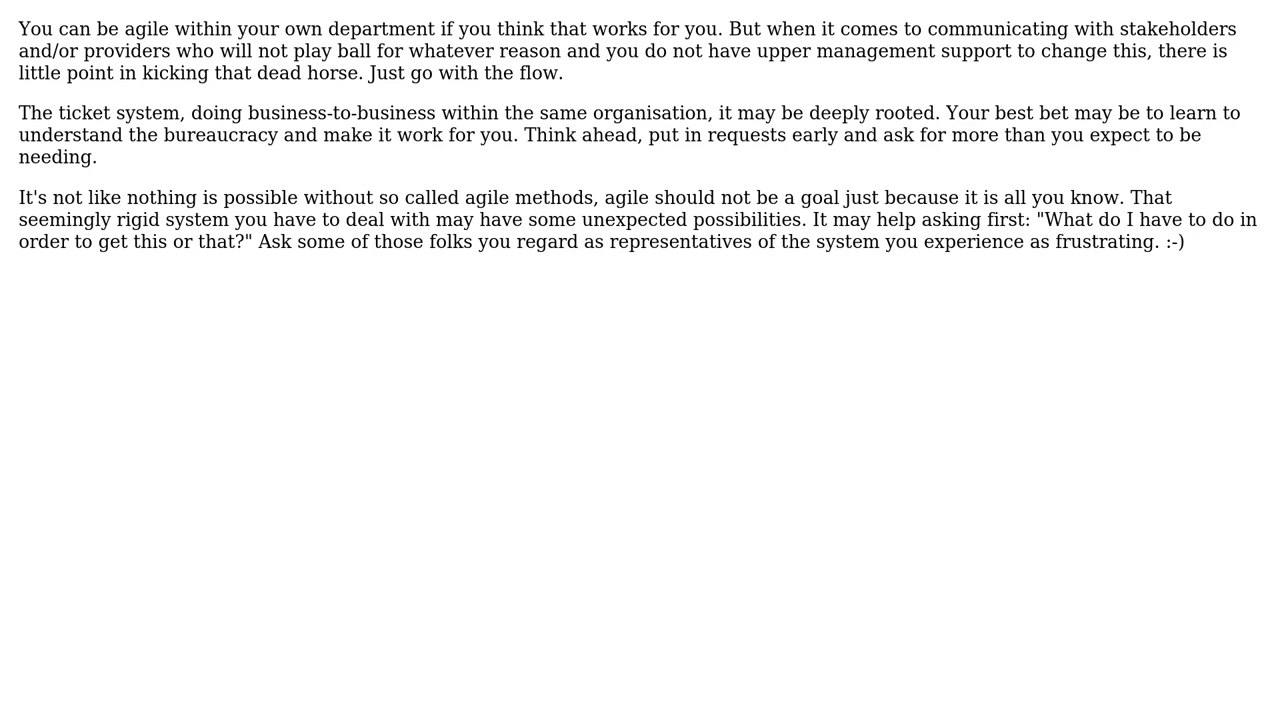 You can be agile within your own department if you think that works for you. But when it comes to communicating with stakeholders
and/or providers who will not play ball for whatever reason and you do not have upper management support to change this, there is
little point in kicking that dead horse. Just go with the flow.
The ticket system, doing business-to-business within the same organisation, it may be deeply rooted. Your best bet may be to learn to
understand the bureaucracy and make it work for you. Think ahead, put in requests early and ask for more than you expect to be
needing.
It's not like nothing is possible without so called agile methods, agile should not be a goal just because it is all you know. That
seemingly rigid system you have to deal with may have some unexpected possibilities. It may help asking first: "What do I have to do in
order to get this or that?" Ask some of those folks you regard as representatives of the system you experience as frustrating. :-)